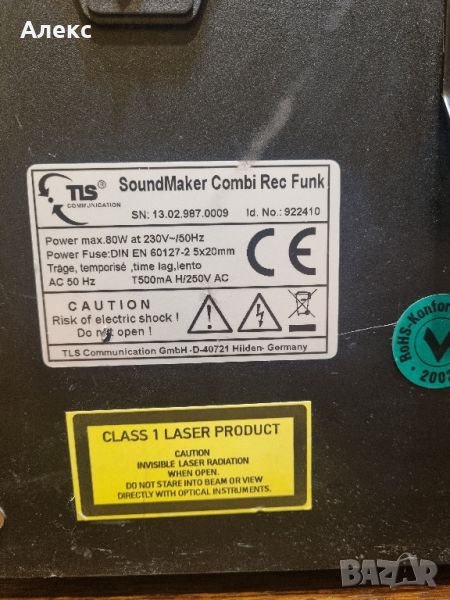 Алекс
TLS® SoundMaker Combi Rec Funk
COMMUNICATION
SN: 13.02.987.0009 Id. No.: 922410
Power max.80W at 230V~/50Hz
Power Fuse:DIN EN 60127-2 5x20mm
Träge, temporisé ,time lag,lento
AC 50 Hz T500mA H/250V AC
CE
CAUTION
Risk of electric shock !
Do not open !
TLS Communication GmbH -D-40721 Hilden- Germany
RoHS-Konform
2002
CLASS 1 LASER PRODUCT
CAUTION
INVISIBLE LASER RADIATION
WHEN OPEN.
DO NOT STARE INTO BEAM OR VIEW
DIRECTLY WITH OPTICAL INSTRUMENTS.
BAZAR